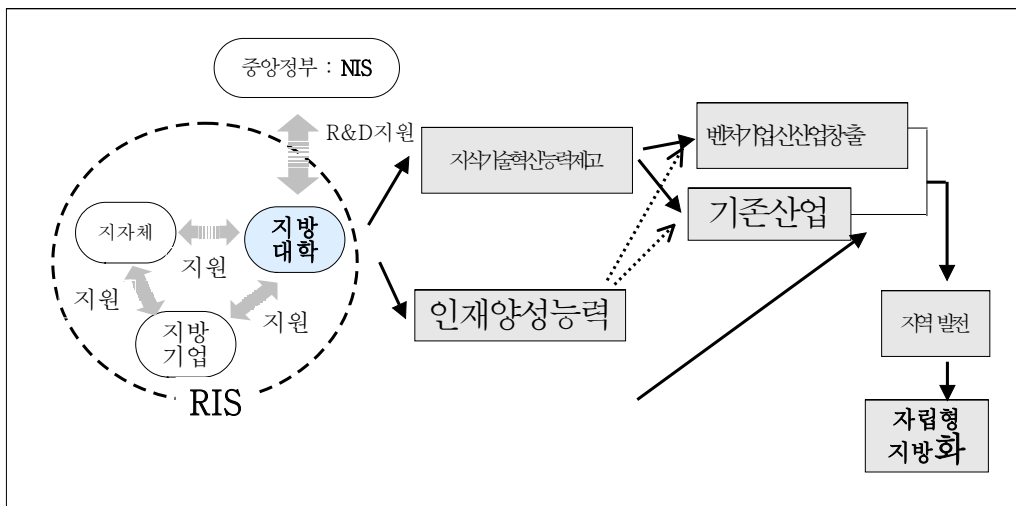 중앙정부 : NIS
R&D지원
지식기술혁신능력제고
벤처기업신산업창출
기존산업
지자체
지방
대학
지원
지원
지원
지방
기업
인재양성능력
RIS
지역 발전
자립형
지방화